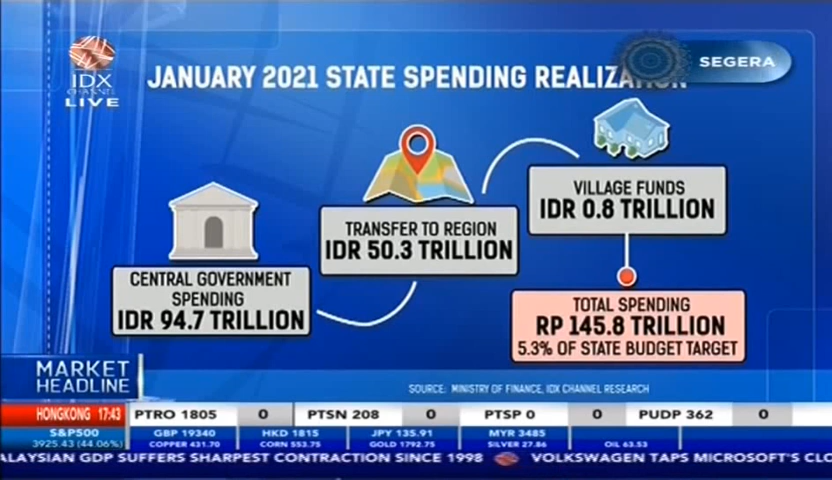 IDX
CHANNEL
LIVE
JANUARY 2021 STATE SPENDING REALIZATION
SEGERA
VILLAGE FUNDS
IDR 0.8 TRILLION
TRANSFER TO REGION
IDR 50.3 TRILLION
CENTRAL GOVERNMENT
SPENDING
IDR 94.7 TRILLION
TOTAL SPENDING
RP 145.8 TRILLION
5.3% OF STATE BUDGET TARGET
MARKET
HEADLINE
SOURCE: MINISTRY OF FINANCE, IDX CHANNEL RESEARCH
HONGKONG 17:43 PTRO 1805 0 PTSN 208 0 PTSP 0 0 PUDP 362 0
S&P500 GBP 19340 HKD 1815 JPY 135.91 MYR 3485
3925.43 (44.06%) COPPER 431.70 CORN 553.75 GOLD 1792.75 SILVER 27.86 OIL 63.53
ALAYSIAN GDP SUFFERS SHARPEST CONTRACTION SINCE 1998 VOLKSWAGEN TAPS MICROSOFT'S CLO